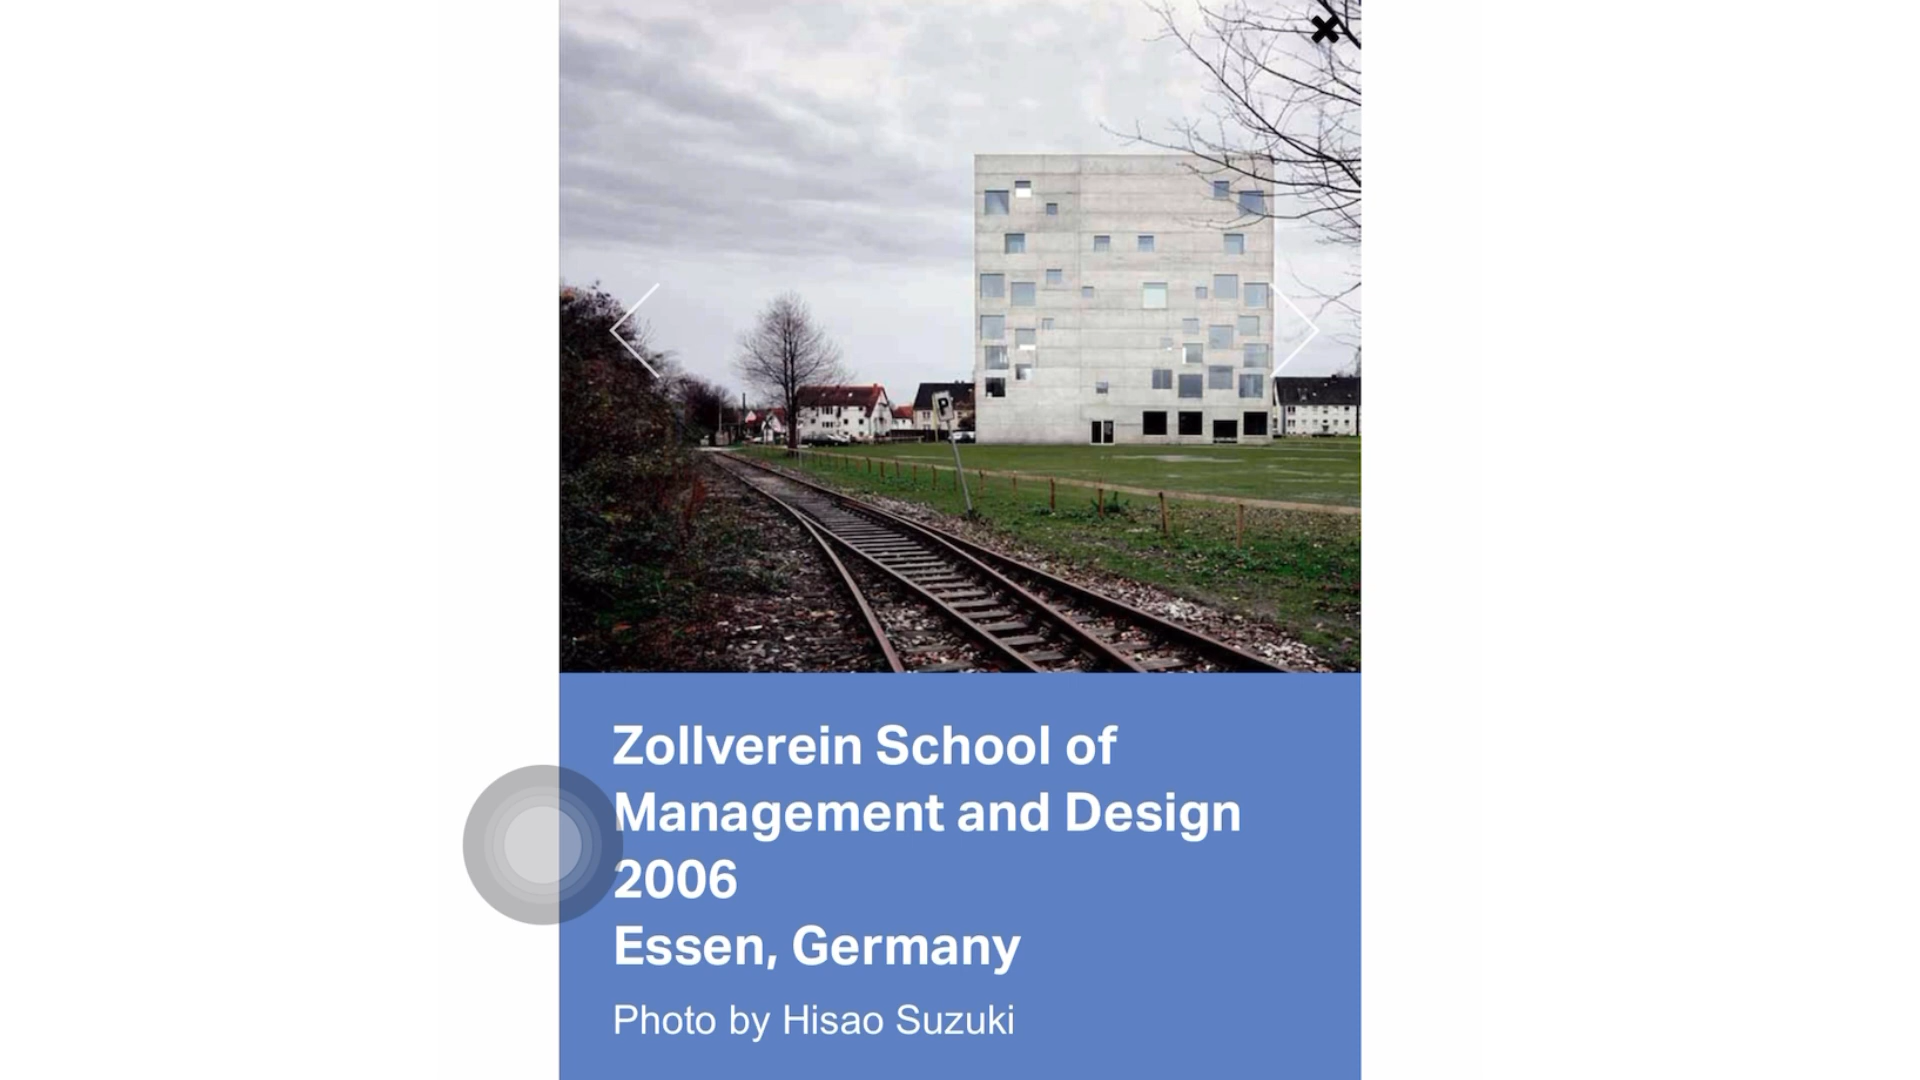 P
Zollverein School of
Management and Design
2006
Essen, Germany
Photo by Hisao Suzuki